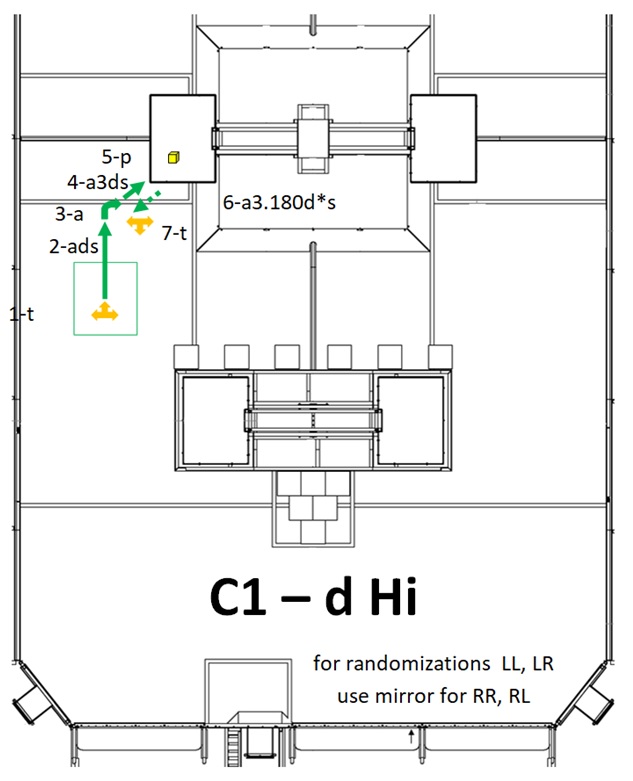 5-p
4-a3ds
6-a3.180d*s
3-a
7-t
2-ads
1-t
C1 – d Hi
for randomizations LL, LR
use mirror for RR, RL